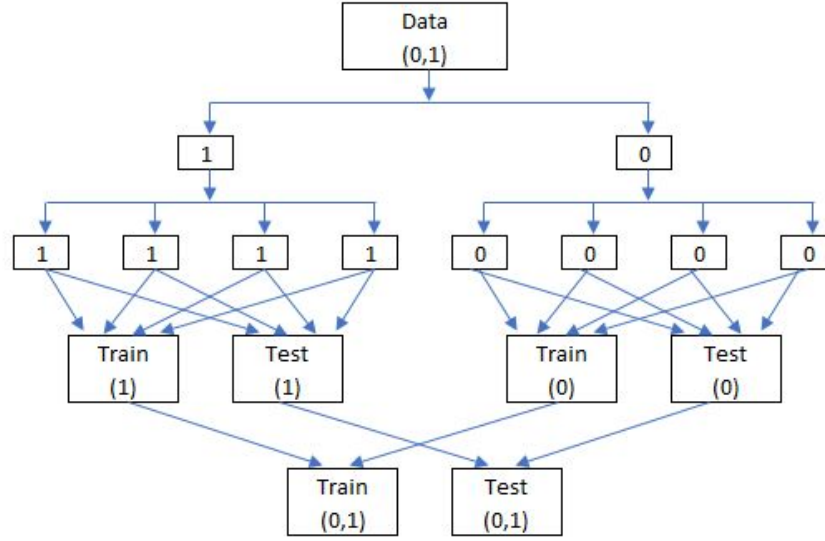 Data
(0,1)
1
0
1
1
1
1
0
0
0
0
Train
(1)
Test
(1)
Train
(0)
Test
(0)
Train
(0,1)
Test
(0,1)